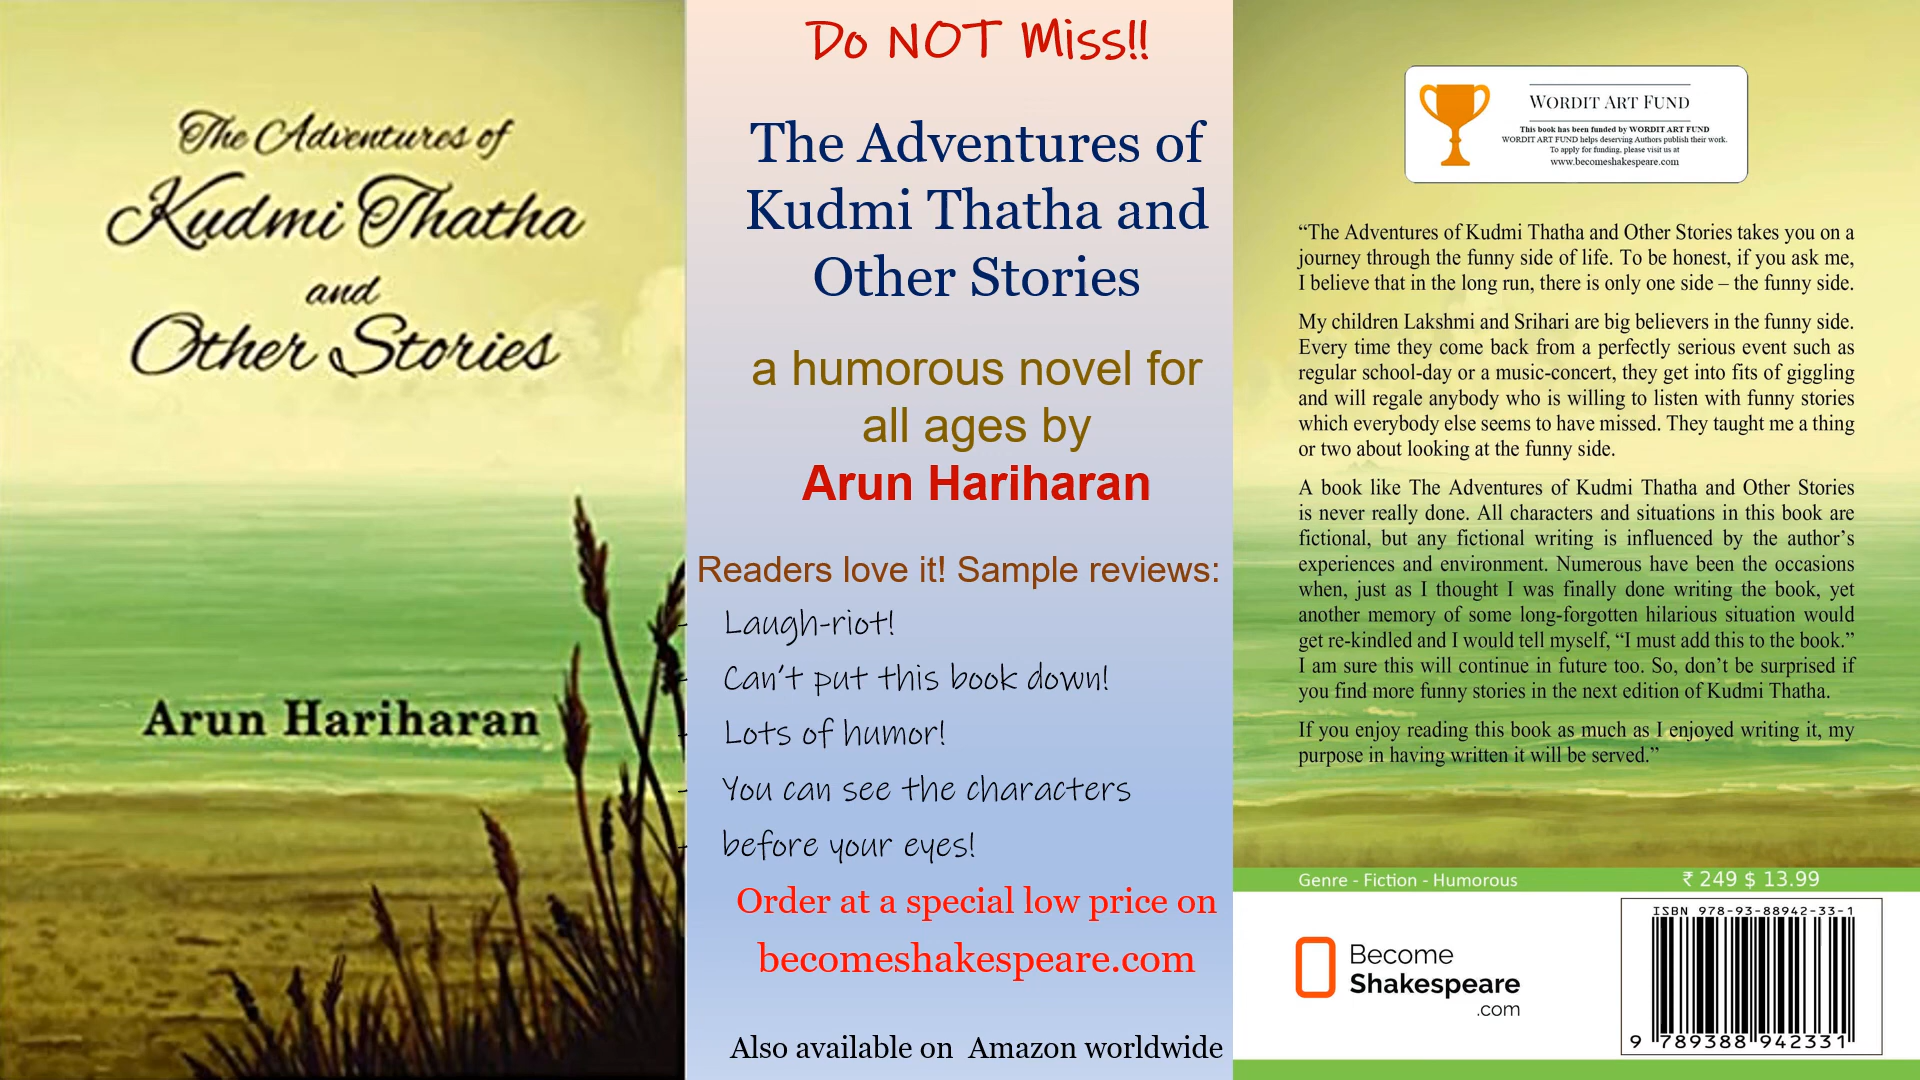 The Adventures of
Kudmi Thatha
and
Other Stories
Arun Hariharan
Do NOT Miss!!
The Adventures of
Kudmi Thatha and
Other Stories
a humorous novel for
all ages by
Arun Hariharan
Readers love it! Sample reviews:
- Laugh-riot!
- Can't put this book down!
- Lots of humor!
- You can see the characters
- before your eyes!
Order at a special low price on
becomeshakespeare.com
Also available on Amazon worldwide
WORDIT ART FUND
This book has been funded by WORDIT ART FUND
WORDIT ART FUND helps deserving Authors publish their work.
To apply for funding, please visit us at
www.becomeshakespeare.com
“The Adventures of Kudmi Thatha and Other Stories takes you on a
journey through the funny side of life. To be honest, if you ask me,
I believe that in the long run, there is only one side – the funny side.
My children Lakshmi and Srihari are big believers in the funny side.
Every time they come back from a perfectly serious event such as
regular school-day or a music-concert, they get into fits of giggling
and will regale anybody who is willing to listen with funny stories
which everybody else seems to have missed. They taught me a thing
or two about looking at the funny side.
A book like The Adventures of Kudmi Thatha and Other Stories
is never really done. All characters and situations in this book are
fictional, but any fictional writing is influenced by the author’s
experiences and environment. Numerous have been the occasions
when, just as I thought I was finally done writing the book, yet
another memory of some long-forgotten hilarious situation would
get re-kindled and I would tell myself, “I must add this to the book.”
I am sure this will continue in future too. So, don’t be surprised if
you find more funny stories in the next edition of Kudmi Thatha.
If you enjoy reading this book as much as I enjoyed writing it, my
purpose in having written it will be served.”
Genre - Fiction - Humorous ₹ 249 $ 13.99
ISBN 978-93-88942-33-1
Become
Shakespeare
.com
9 789388 942331